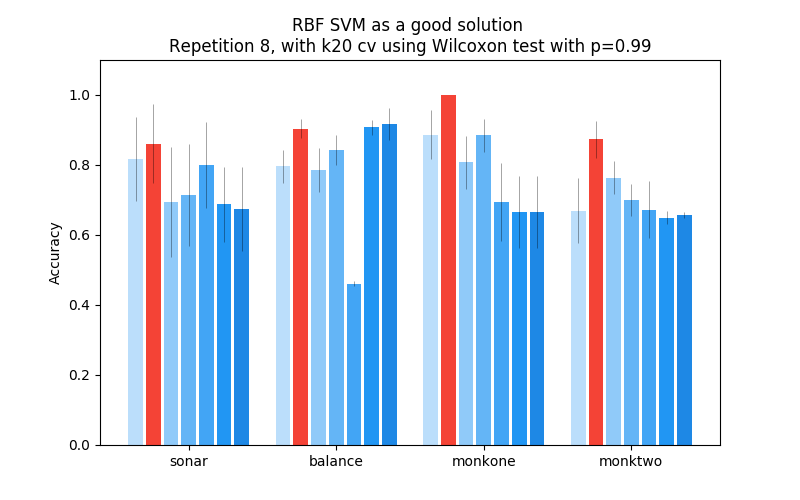 RBF SVM as a good solution
Repetition 8, with k20 cv using Wilcoxon test with p=0.99
Accuracy
1.0
0.8
0.6
0.4
0.2
0.0
sonar
balance
monkone
monktwo